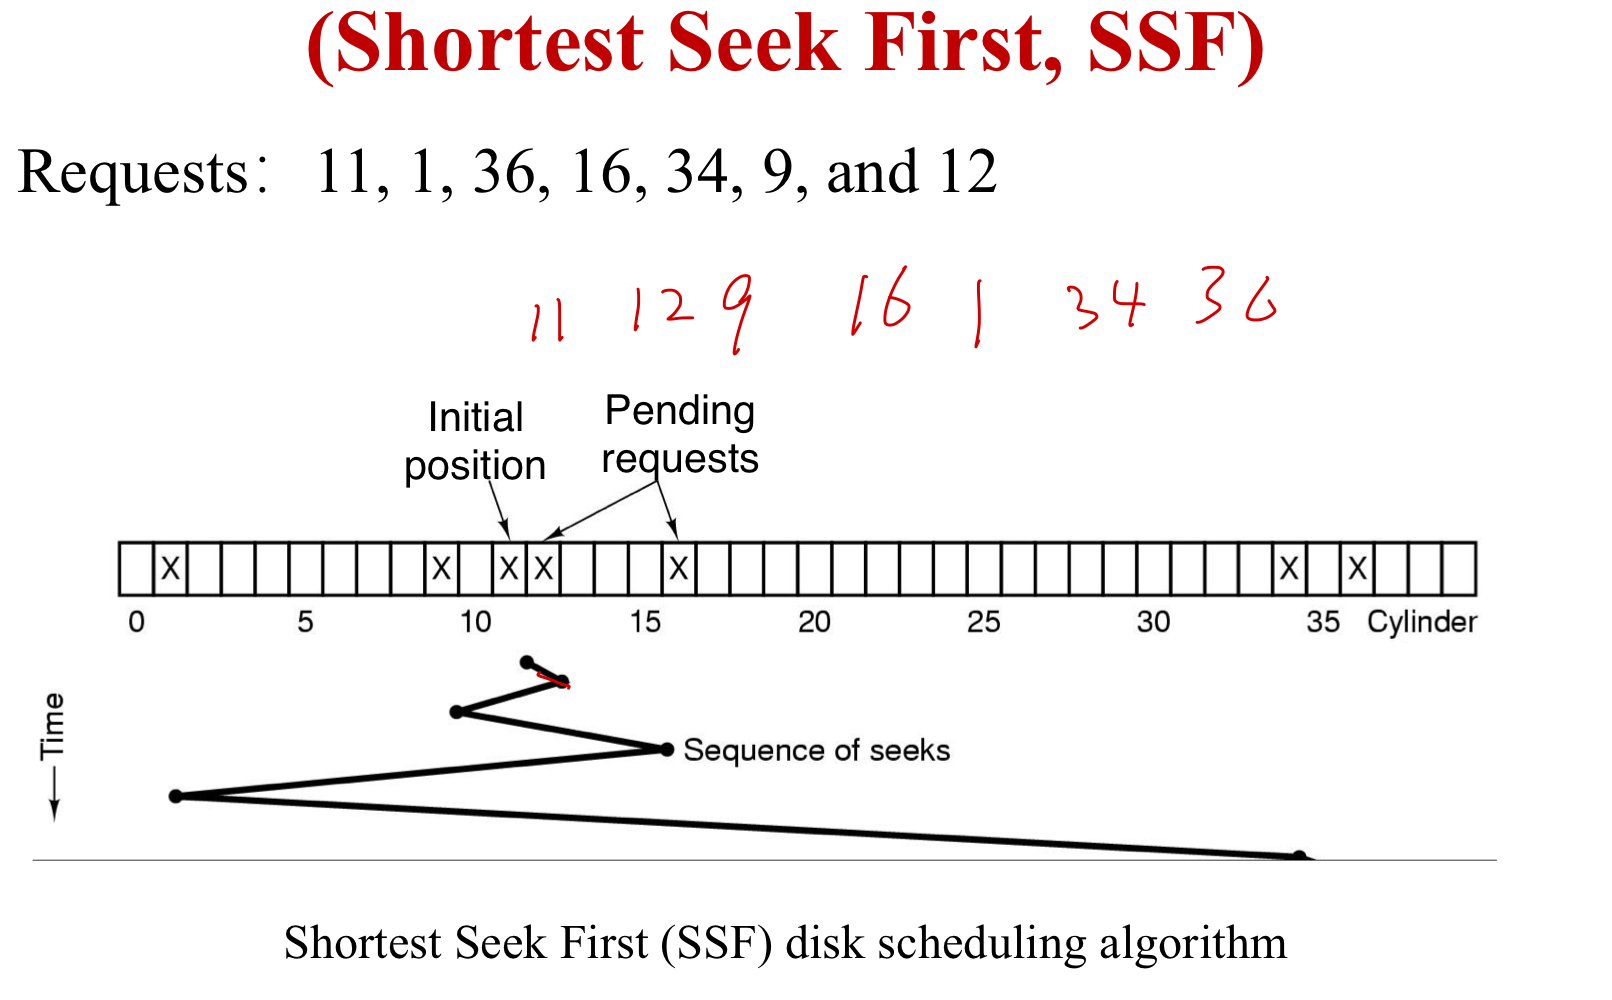 (Shortest Seek First, SSF)
Requests: 11, 1, 36, 16, 34, 9, and 12
11 12 9 16 1 34 36
Initial position
Pending requests
X X X X X X X
0 5 10 15 20 25 30 35 Cylinder
Time
Sequence of seeks
Shortest Seek First (SSF) disk scheduling algorithm